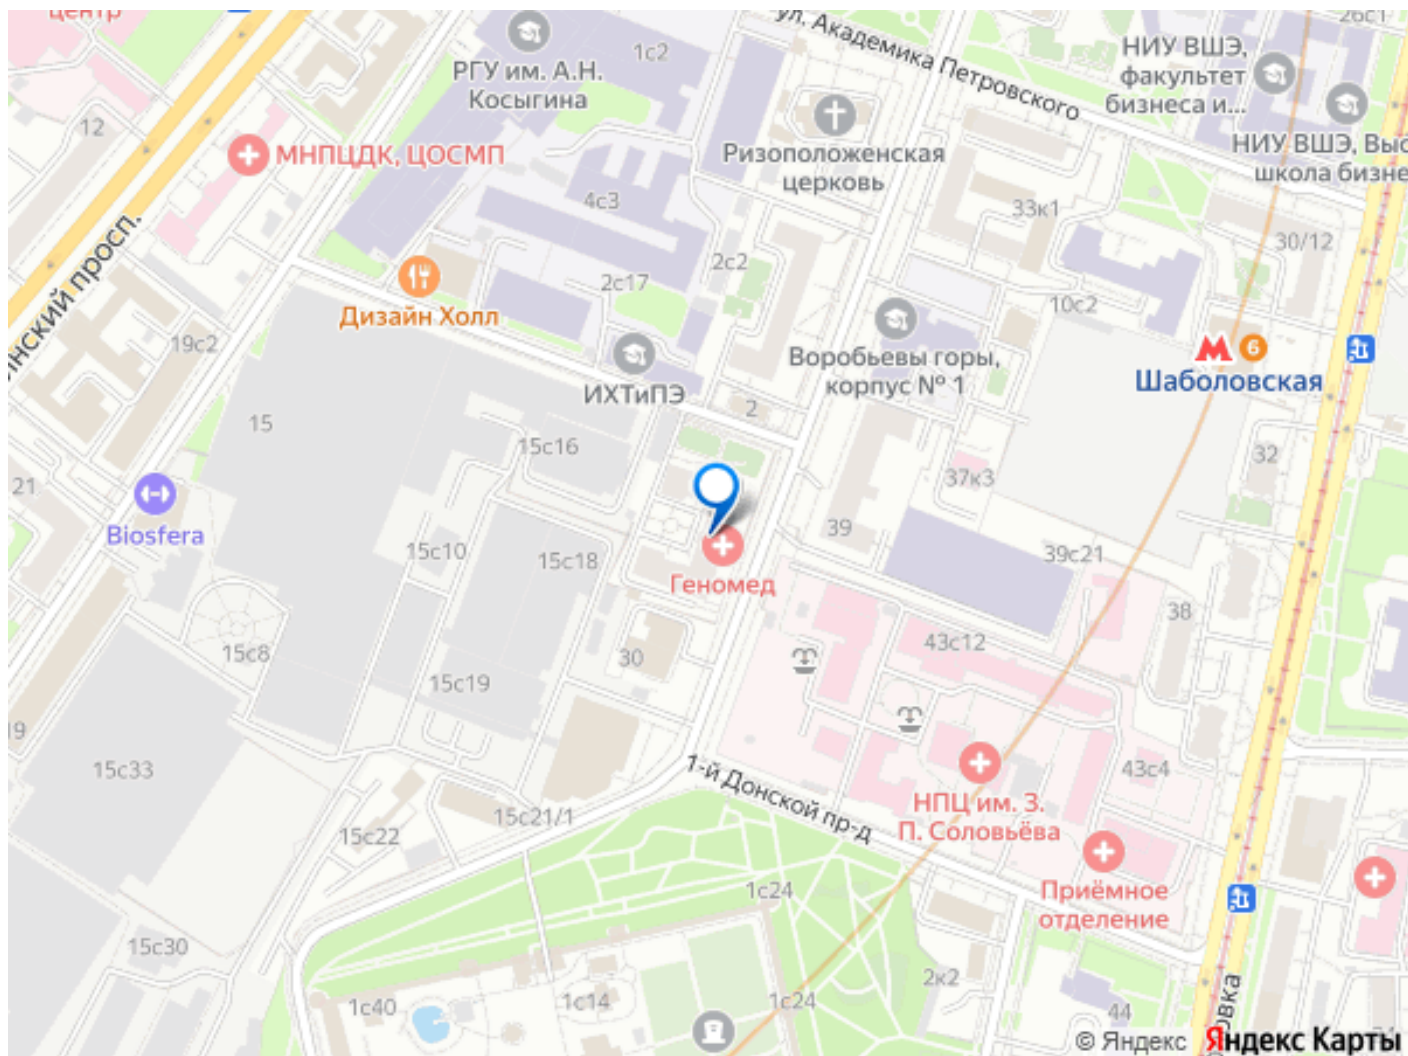 центр
1с2
ул. Академика Петровского
26с1
НИУ ВШЭ,
факультет
бизнеса и...
РГУ им. А.Н.
Косыгина
12
МНПЦДК, ЦОСМП
Ризоположенская
церковь
НИУ ВШЭ, Выс
школа бизне
4с3
33к1
30/12
нский просп.
2с2
2с17
10с2
Дизайн Холл
19с2
ИХТиПЭ
Воробьевы горы,
корпус № 1
6
Шаболовская
2
15
15с16
32
37к3
21
Biosfera
15с10
15с18
39
39с21
Геномед
38
43с12
15с8
30
15с19
19
15с33
1-й Донской пр-д
43с4
НПЦ им. З.
П. Соловьёва
15с21/1
15с22
Приёмное
отделение
1с24
15с30
2к2
1с40
1с14
1с24
44
овка
© Яндекс Яндекс Карты